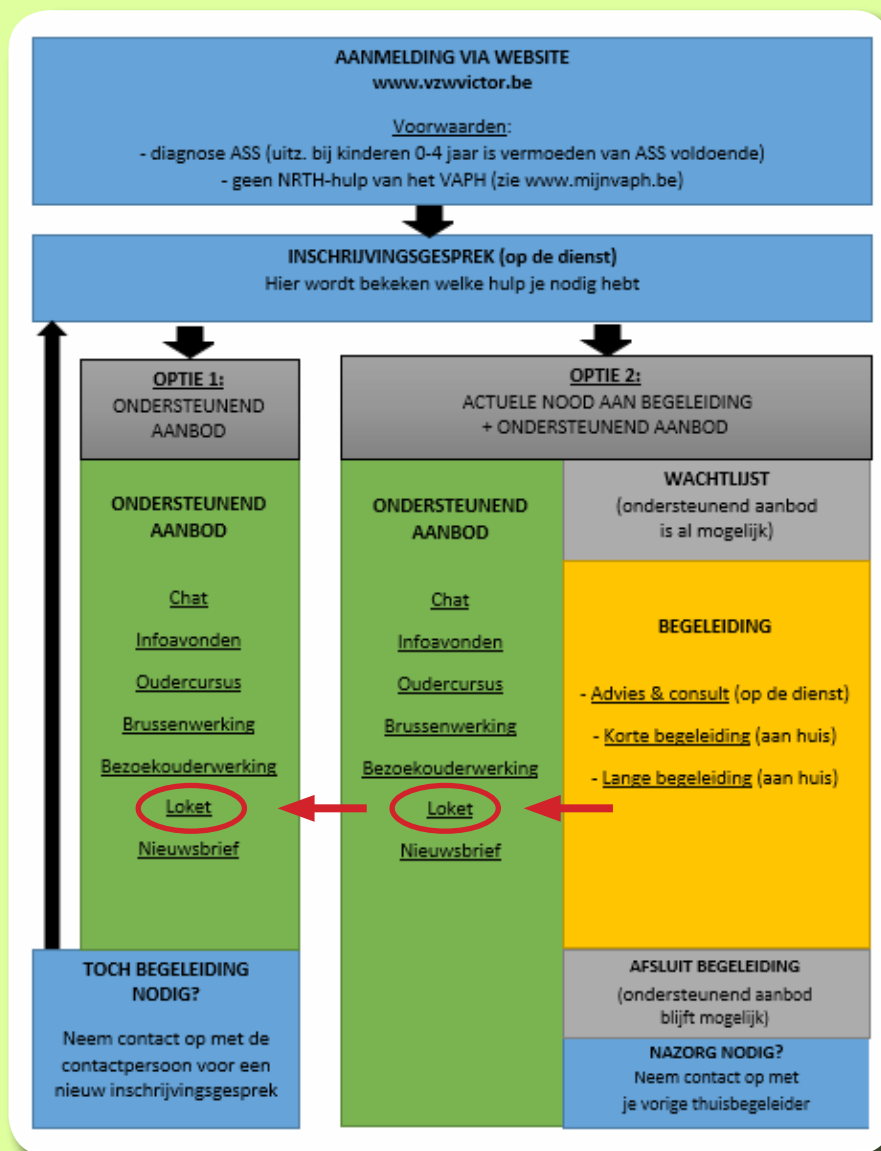 AANMELDING VIA WEBSITE
www.vzwvictor.be
Voorwaarden:
- diagnose ASS (uitz. bij kinderen 0-4 jaar is vermoeden van ASS voldoende)
- geen NRTH-hulp van het VAPH (zie www.mijnvaph.be)
INSCHRIJVINGSGESPREK (op de dienst)
Hier wordt bekeken welke hulp je nodig hebt
OPTIE 1:
ONDERSTEUNEND
AANBOD
ONDERSTEUNEND
AANBOD
Chat
Infoavonden
Oudercursus
Brussenwerking
Bezoekouderwerking
Loket
Nieuwsbrief
TOCH BEGELEIDING
NODIG?
Neem contact op met de
contactpersoon voor een
nieuw inschrijvingsgesprek
OPTIE 2:
ACTUELE NOOD AAN BEGELEIDING
+ ONDERSTEUNEND AANBOD
ONDERSTEUNEND
AANBOD
Chat
Infoavonden
Oudercursus
Brussenwerking
Bezoekouderwerking
Loket
Nieuwsbrief
WACHTLIJST
(ondersteunend aanbod
is al mogelijk)
BEGELEIDING
- Advies & consult (op de dienst)
- Korte begeleiding (aan huis)
- Lange begeleiding (aan huis)
AFSLUIT BEGELEIDING
(ondersteunend aanbod
blijft mogelijk)
NAZORG NODIG?
Neem contact op met
je vorige thuisbegeleider